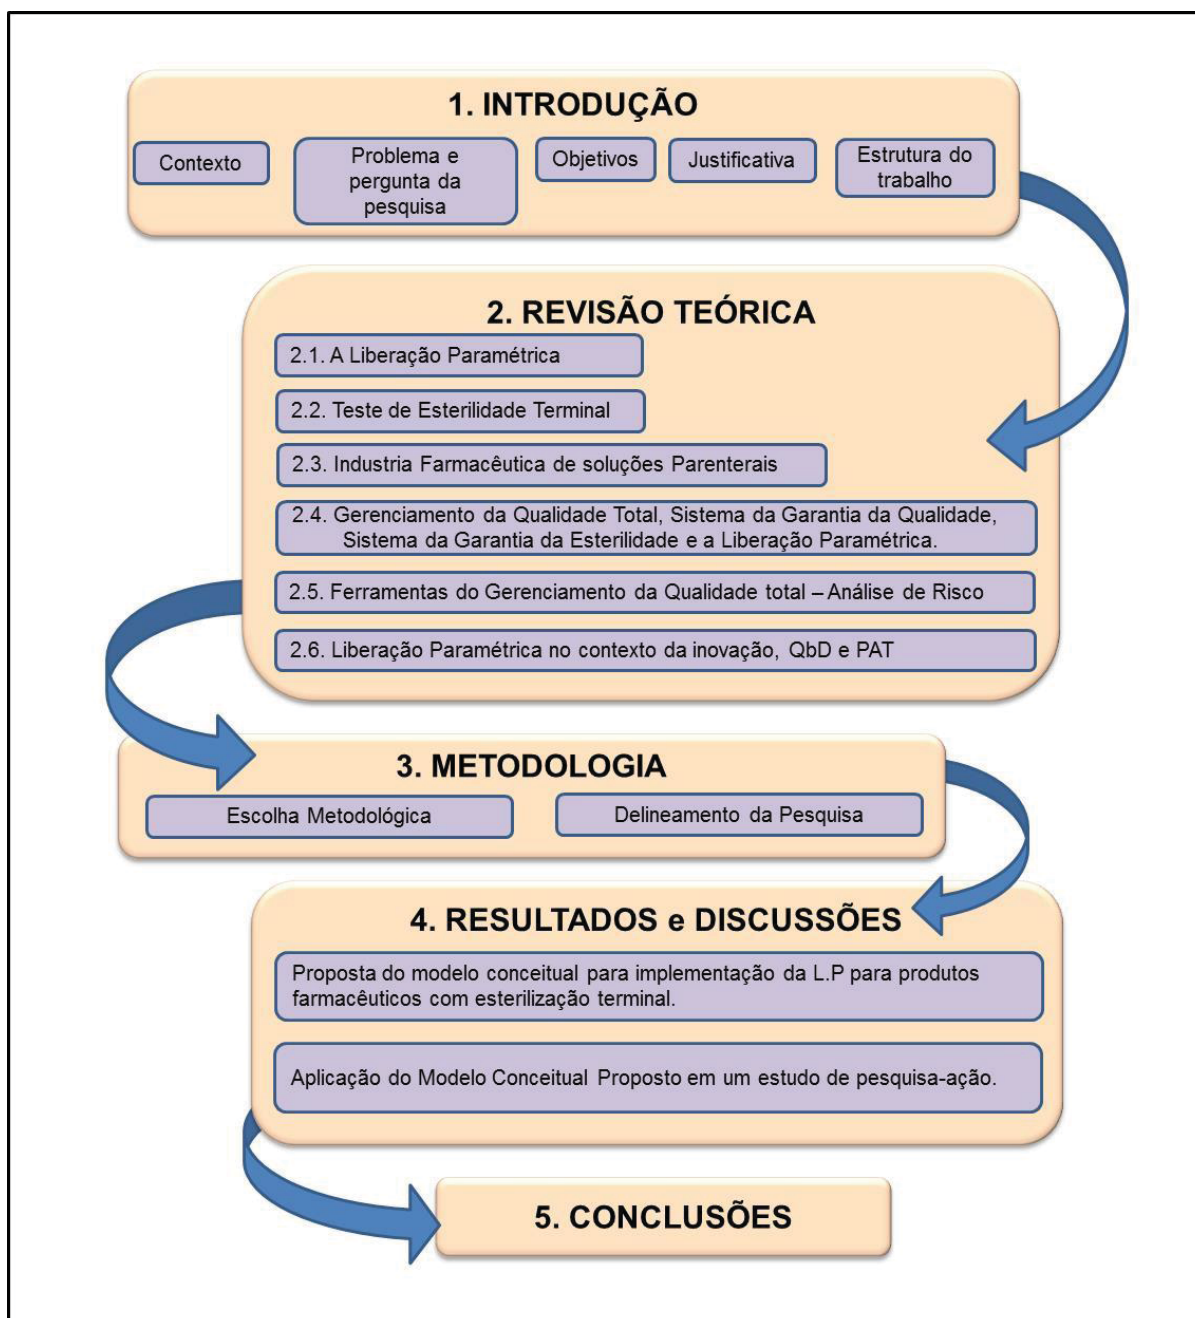 1. INTRODUÇÃO
Contexto
Problema e
pergunta da
pesquisa
Objetivos
Justificativa
Estrutura do
trabalho
2. REVISÃO TEÓRICA
2.1. A Liberação Paramétrica
2.2. Teste de Esterilidade Terminal
2.3. Industria Farmacêutica de soluções Parenterais
2.4. Gerenciamento da Qualidade Total, Sistema da Garantia da Qualidade,
Sistema da Garantia da Esterilidade e a Liberação Paramétrica.
2.5. Ferramentas do Gerenciamento da Qualidade total – Análise de Risco
2.6. Liberação Paramétrica no contexto da inovação, QbD e PAT
3. METODOLOGIA
Escolha Metodológica
Delineamento da Pesquisa
4. RESULTADOS e DISCUSSÕES
Proposta do modelo conceitual para implementação da L.P para produtos
farmacêuticos com esterilização terminal.
Aplicação do Modelo Conceitual Proposto em um estudo de pesquisa-ação.
5. CONCLUSÕES